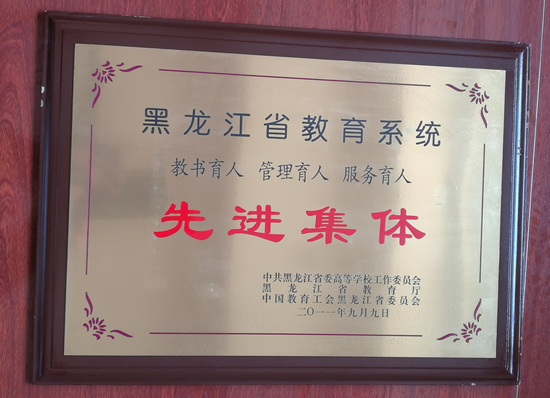 黑龙江省教育系统
教书育人 管理育人 服务育人
先进集体
中共黑龙江省委高等学校工作委员会
黑龙江省教育厅
中国教育工会黑龙江省委员会
二〇一一年九月九日